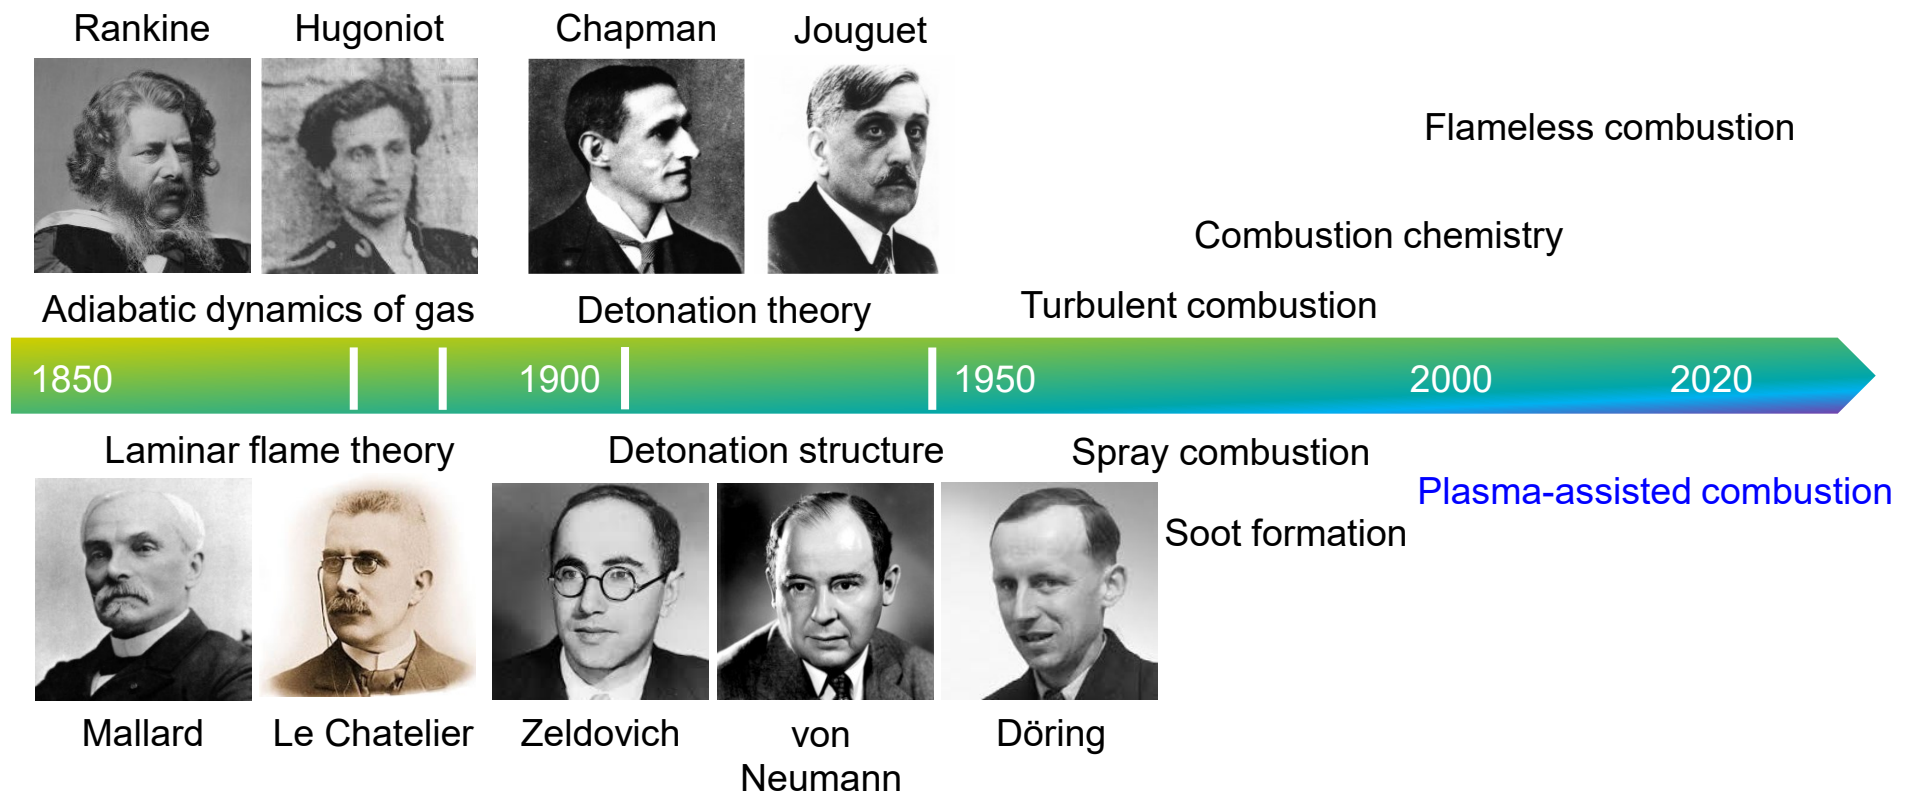 Rankine
Hugoniot
Chapman
Jouguet
Flameless combustion
Combustion chemistry
Adiabatic dynamics of gas
Detonation theory
Turbulent combustion
1850
1900
1950
2000
2020
Laminar flame theory
Detonation structure
Spray combustion
Plasma-assisted combustion
Soot formation
Mallard
Le Chatelier
Zeldovich
von
Neumann
Döring